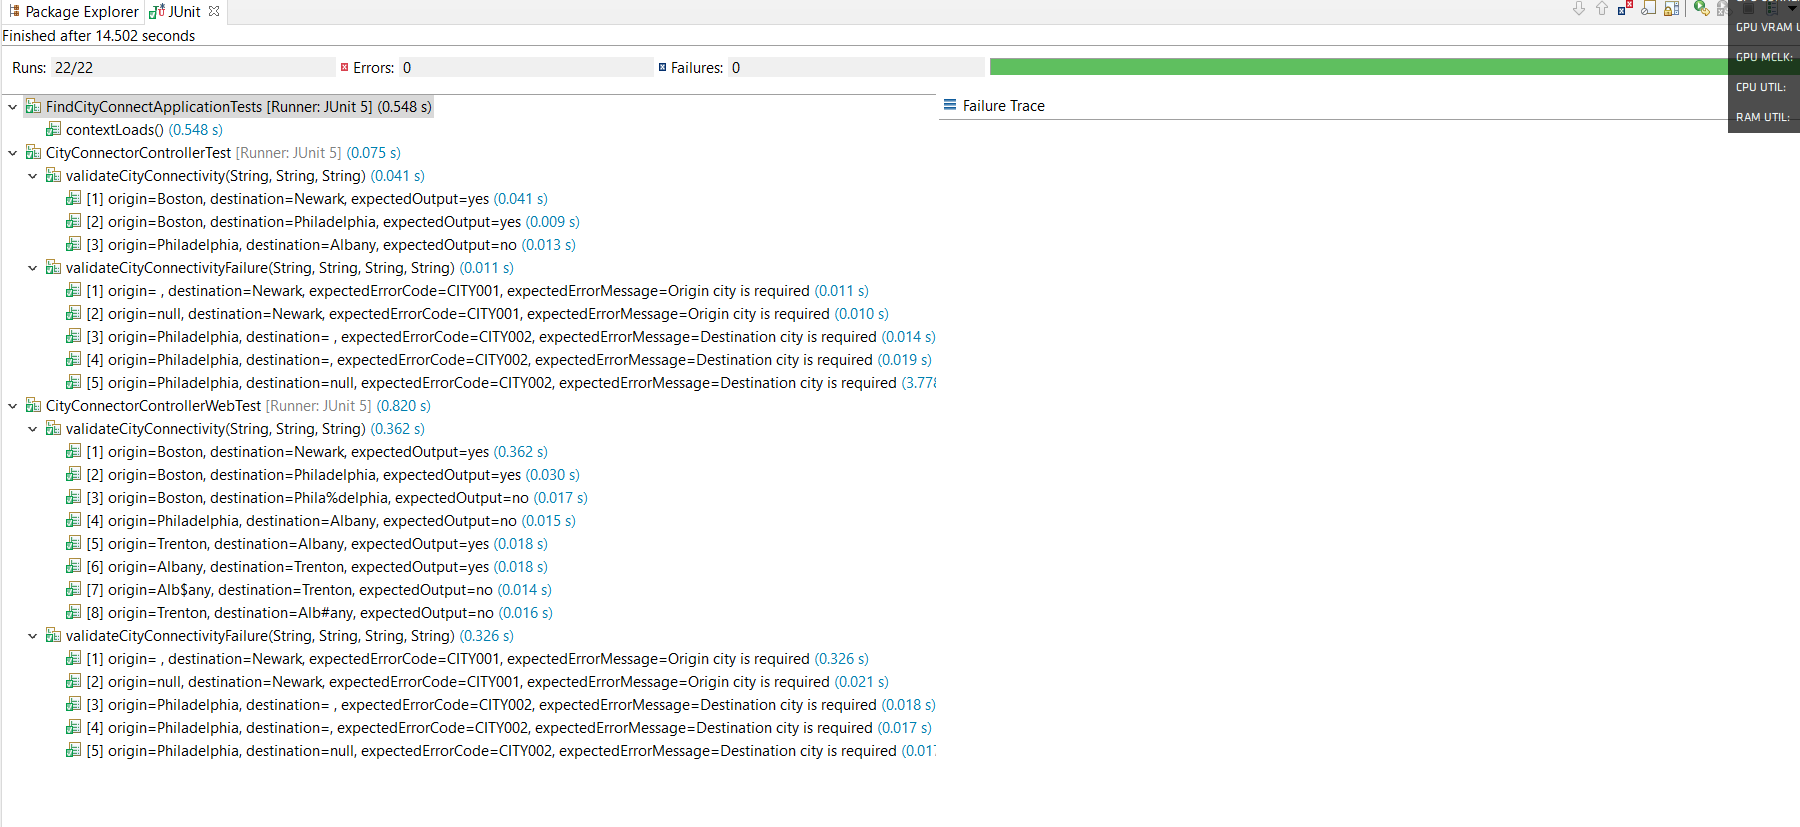 Package Explorer JUnit
Finished after 14.502 seconds
Runs: 22/22 Errors: 0 Failures: 0
FindCityConnectApplicationTests [Runner: JUnit 5] (0.548 s)
contextLoads() (0.548 s)
CityConnectorControllerTest [Runner: JUnit 5] (0.075 s)
validateCityConnectivity(String, String, String) (0.041 s)
[1] origin=Boston, destination=Newark, expectedOutput=yes (0.041 s)
[2] origin=Boston, destination=Philadelphia, expectedOutput=yes (0.009 s)
[3] origin=Philadelphia, destination=Albany, expectedOutput=no (0.013 s)
validateCityConnectivityFailure(String, String, String, String) (0.011 s)
[1] origin= , destination=Newark, expectedErrorCode=CITY001, expectedErrorMessage=Origin city is required (0.011 s)
[2] origin=null, destination=Newark, expectedErrorCode=CITY001, expectedErrorMessage=Origin city is required (0.010 s)
[3] origin=Philadelphia, destination= , expectedErrorCode=CITY002, expectedErrorMessage=Destination city is required (0.014 s)
[4] origin=Philadelphia, destination=, expectedErrorCode=CITY002, expectedErrorMessage=Destination city is required (0.019 s)
[5] origin=Philadelphia, destination=null, expectedErrorCode=CITY002, expectedErrorMessage=Destination city is required (3.778
CityConnectorControllerWebTest [Runner: JUnit 5] (0.820 s)
validateCityConnectivity(String, String, String) (0.362 s)
[1] origin=Boston, destination=Newark, expectedOutput=yes (0.362 s)
[2] origin=Boston, destination=Philadelphia, expectedOutput=yes (0.030 s)
[3] origin=Boston, destination=Phila%delphia, expectedOutput=no (0.017 s)
[4] origin=Philadelphia, destination=Albany, expectedOutput=no (0.015 s)
[5] origin=Trenton, destination=Albany, expectedOutput=yes (0.018 s)
[6] origin=Albany, destination=Trenton, expectedOutput=yes (0.018 s)
[7] origin=Alb$any, destination=Trenton, expectedOutput=no (0.014 s)
[8] origin=Trenton, destination=Alb#any, expectedOutput=no (0.016 s)
validateCityConnectivityFailure(String, String, String, String) (0.326 s)
[1] origin= , destination=Newark, expectedErrorCode=CITY001, expectedErrorMessage=Origin city is required (0.326 s)
[2] origin=null, destination=Newark, expectedErrorCode=CITY001, expectedErrorMessage=Origin city is required (0.021 s)
[3] origin=Philadelphia, destination= , expectedErrorCode=CITY002, expectedErrorMessage=Destination city is required (0.018 s)
[4] origin=Philadelphia, destination=, expectedErrorCode=CITY002, expectedErrorMessage=Destination city is required (0.017 s)
[5] origin=Philadelphia, destination=null, expectedErrorCode=CITY002, expectedErrorMessage=Destination city is required (0.017
Failure Trace
GPU VRAM U
GPU MCLK:
CPU UTIL:
RAM UTIL: